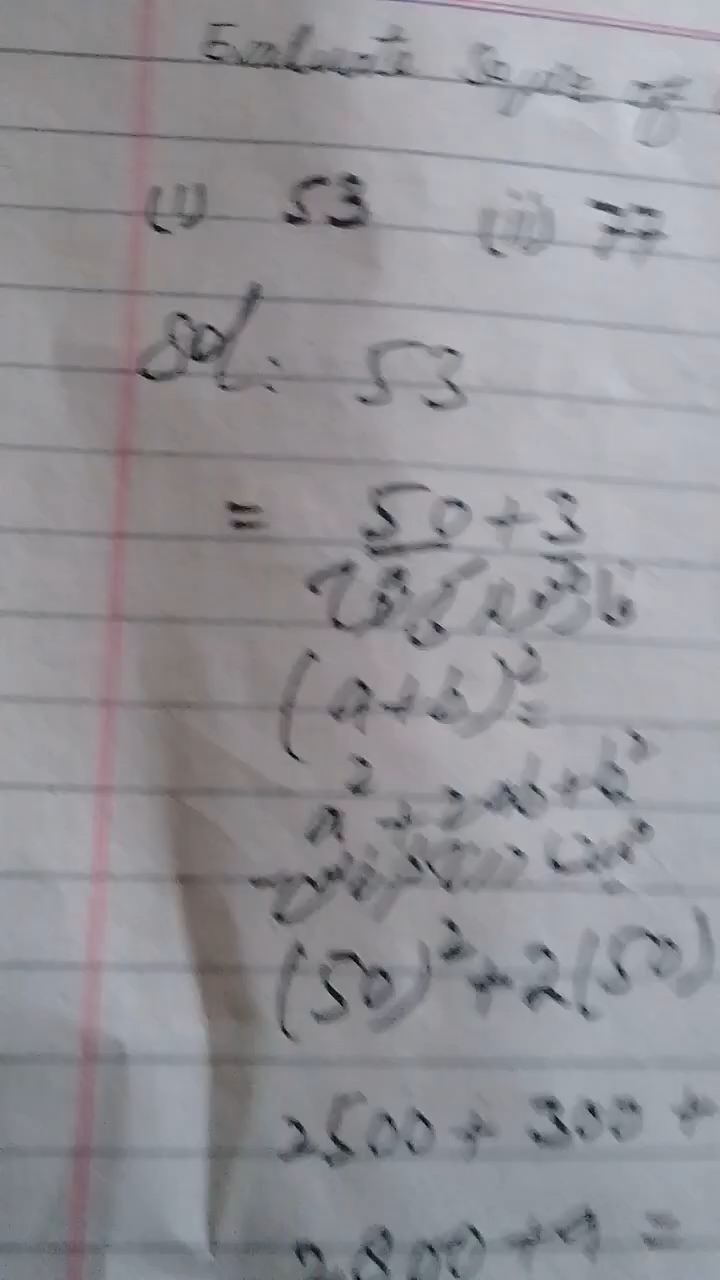 Evaluate Sqre of
(i) 53 (ii) 77
Sol: 53
= 50 + 3
(a+b)² =
a² + 2ab + b²
(50)² + 2(50)
2500 + 300 +
2800 + 9 =